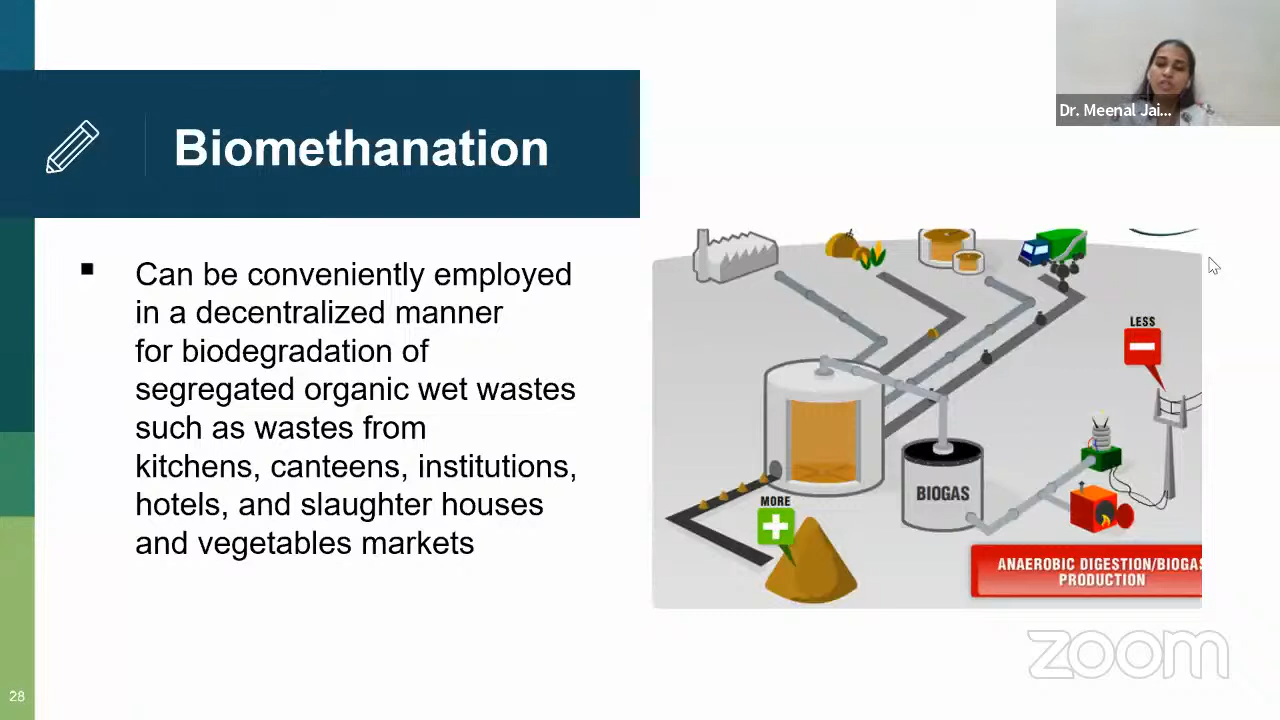 Dr. Meenal Jai...
Biomethanation
▪ Can be conveniently employed
in a decentralized manner
for biodegradation of
segregated organic wet wastes
such as wastes from
kitchens, canteens, institutions,
hotels, and slaughter houses
and vegetables markets
LESS
MORE
BIOGAS
ANAEROBIC DIGESTION/BIOGAS
PRODUCTION
zoom
28